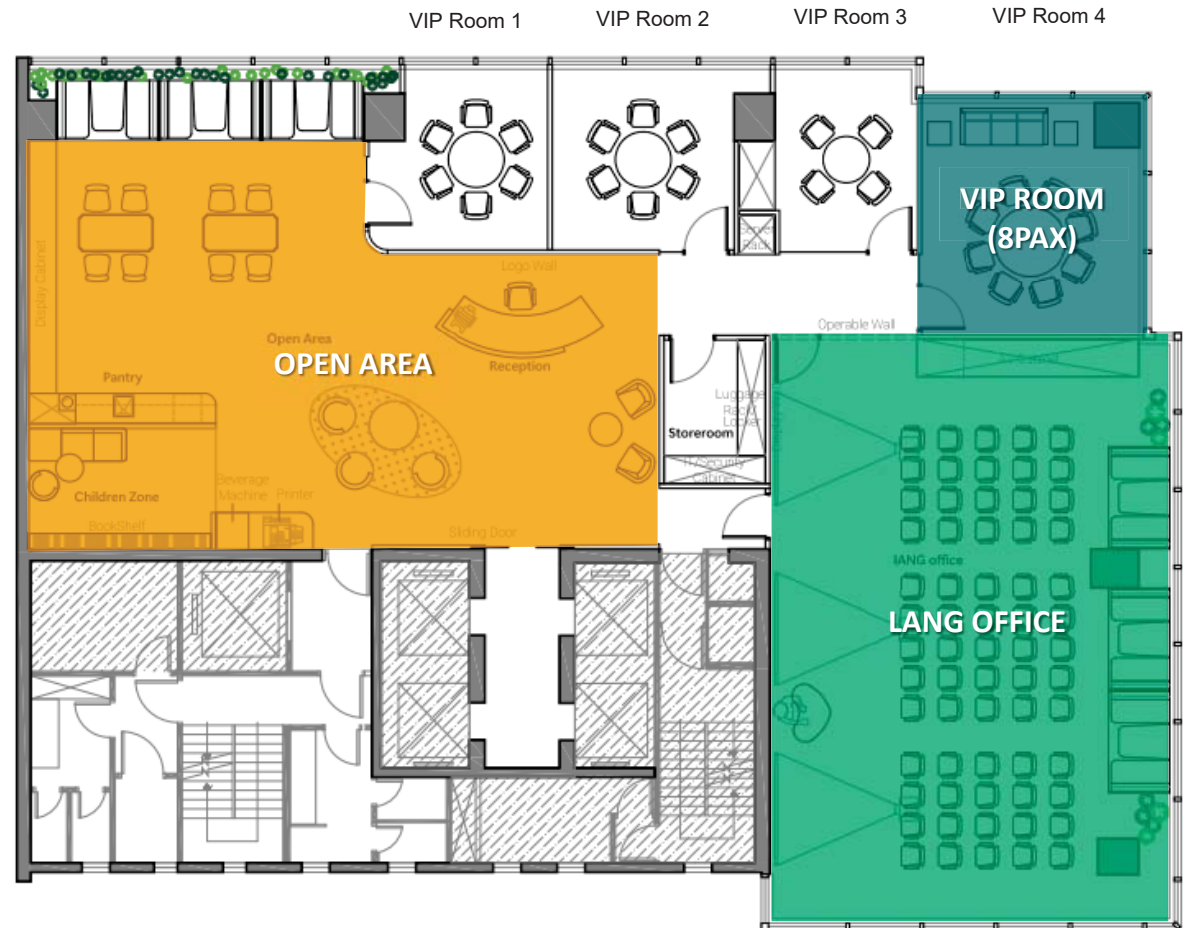 VIP Room 1
VIP Room 2
VIP Room 3
VIP Room 4
VIP ROOM
(8PAX)
Server
Rack
Logo Wall
Display Cabinets
Operable Wall
Open Area
OPEN AREA
Reception
Pantry
Luggage
Rack/
Locker
Storeroom
IT/Security
Cabinet
Beverage
Machine
Printer
Children Zone
BookShelf
Sliding Door
IANG office
LANG OFFICE